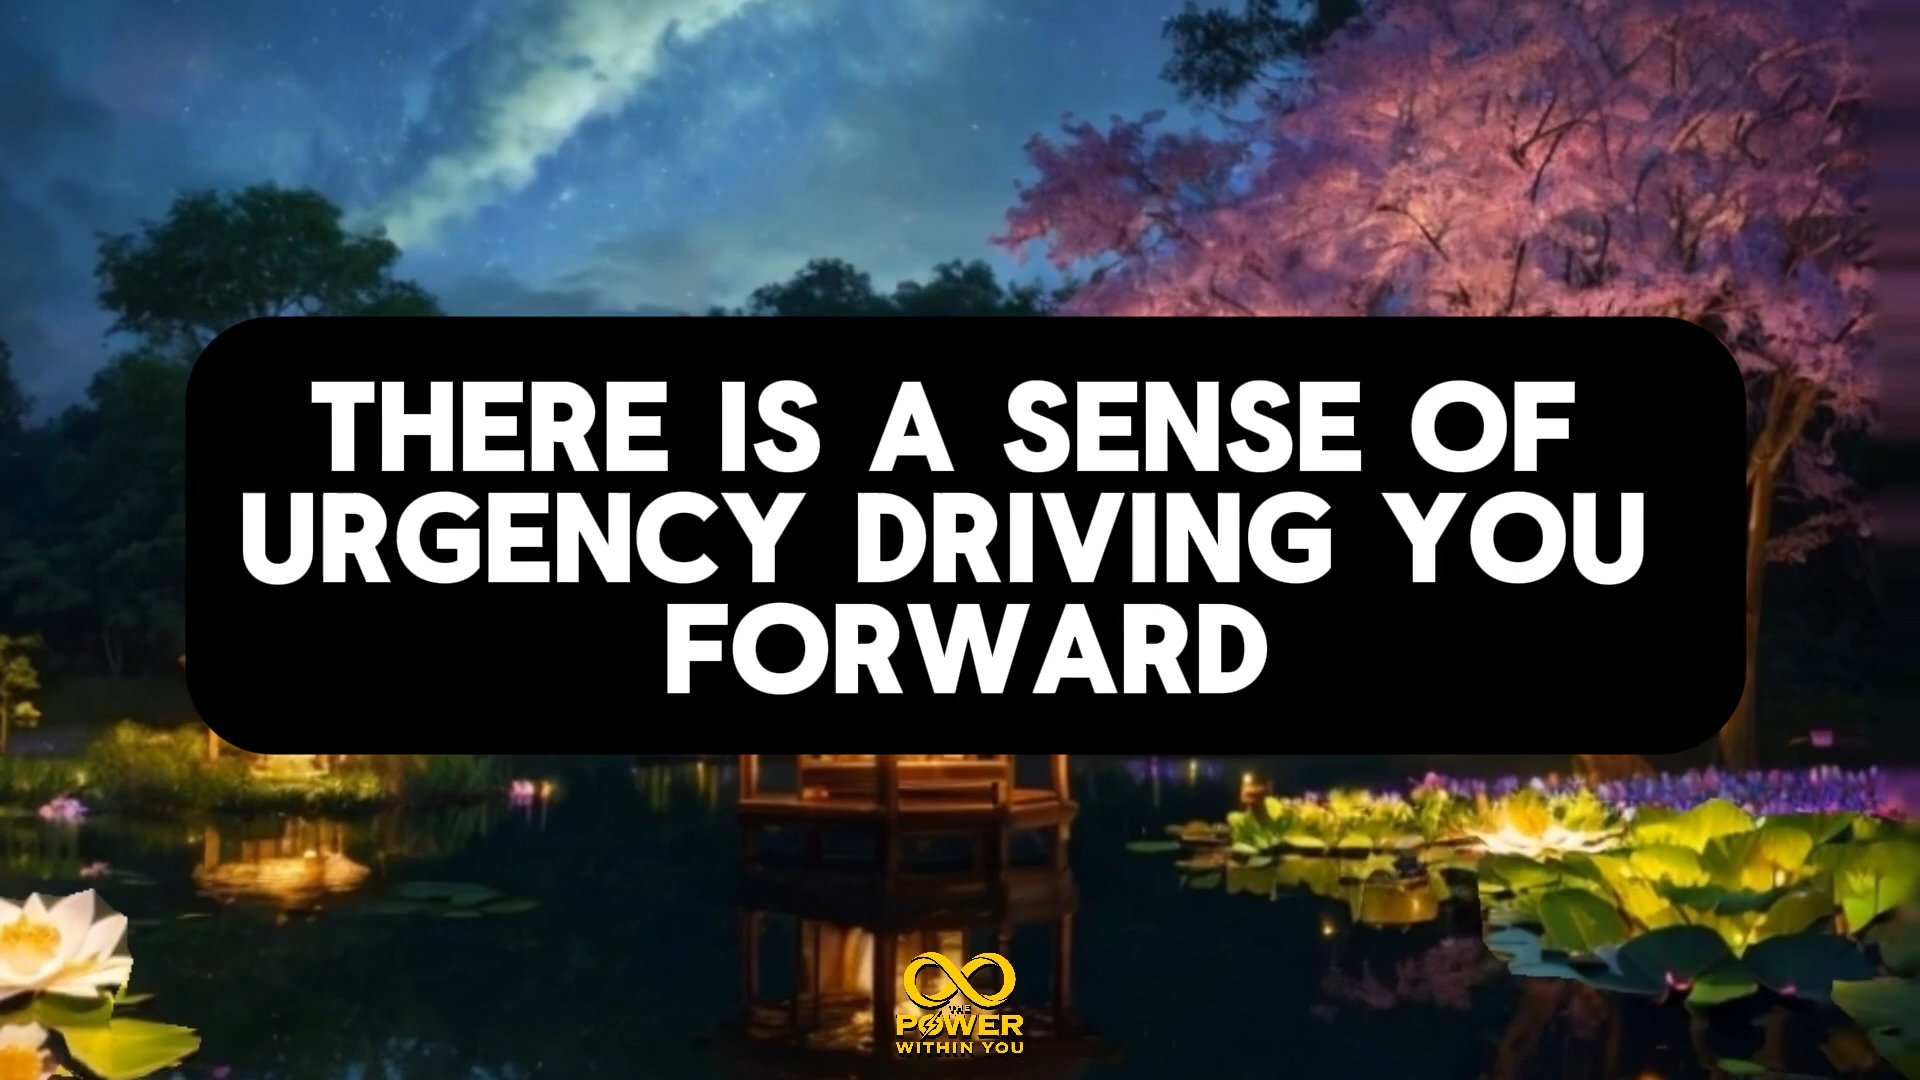 THERE IS A SENSE OF
URGENCY DRIVING YOU
FORWARD
THE
POWER
WITHIN YOU